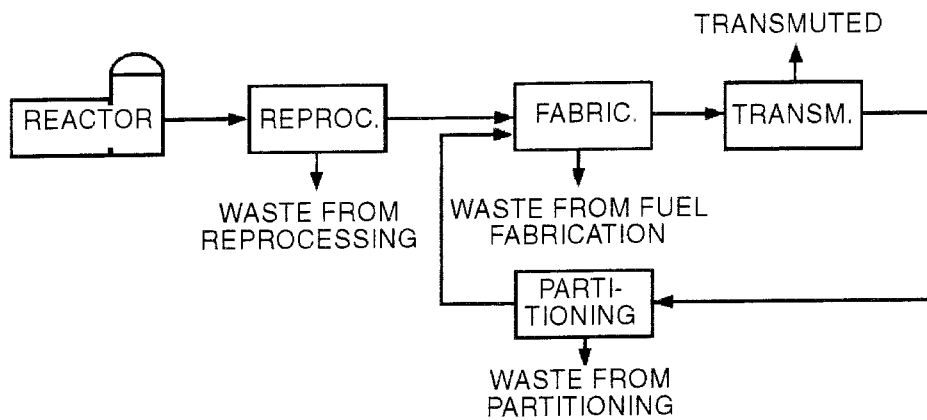 TRANSMUTED
REACTOR
REPROC.
FABRIC.
TRANSM.
WASTE FROM
REPROCESSING
WASTE FROM FUEL
FABRICATION
PARTI-
TIONING
WASTE FROM
PARTITIONING